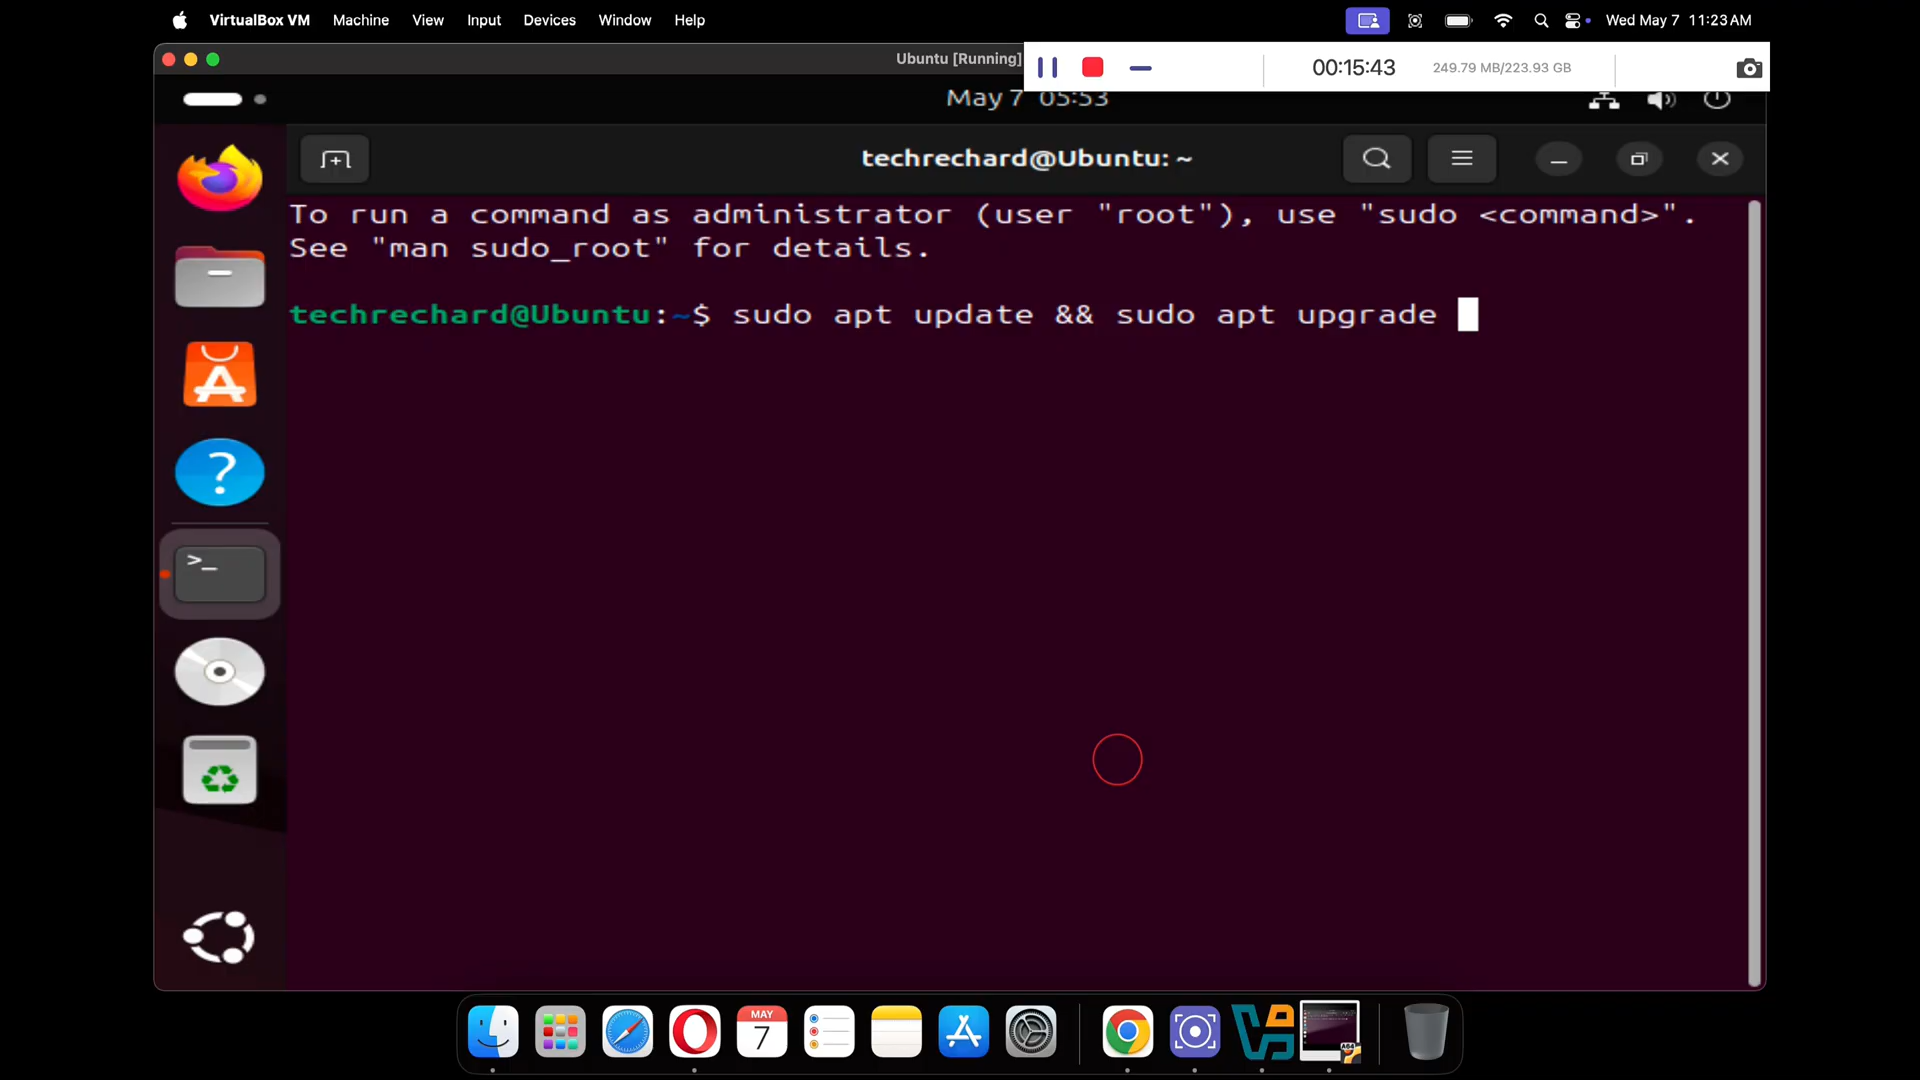 VirtualBox VM Machine View Input Devices Window Help Wed May 7 11:23 AM
Ubuntu [Running]
00:15:43 249.79 MB/223.93 GB
May 7 05:53
techrechard@Ubuntu: ~
To run a command as administrator (user "root"), use "sudo <command>".
See "man sudo_root" for details.
techrechard@Ubuntu:~$ sudo apt update && sudo apt upgrade
MAY
7
A64